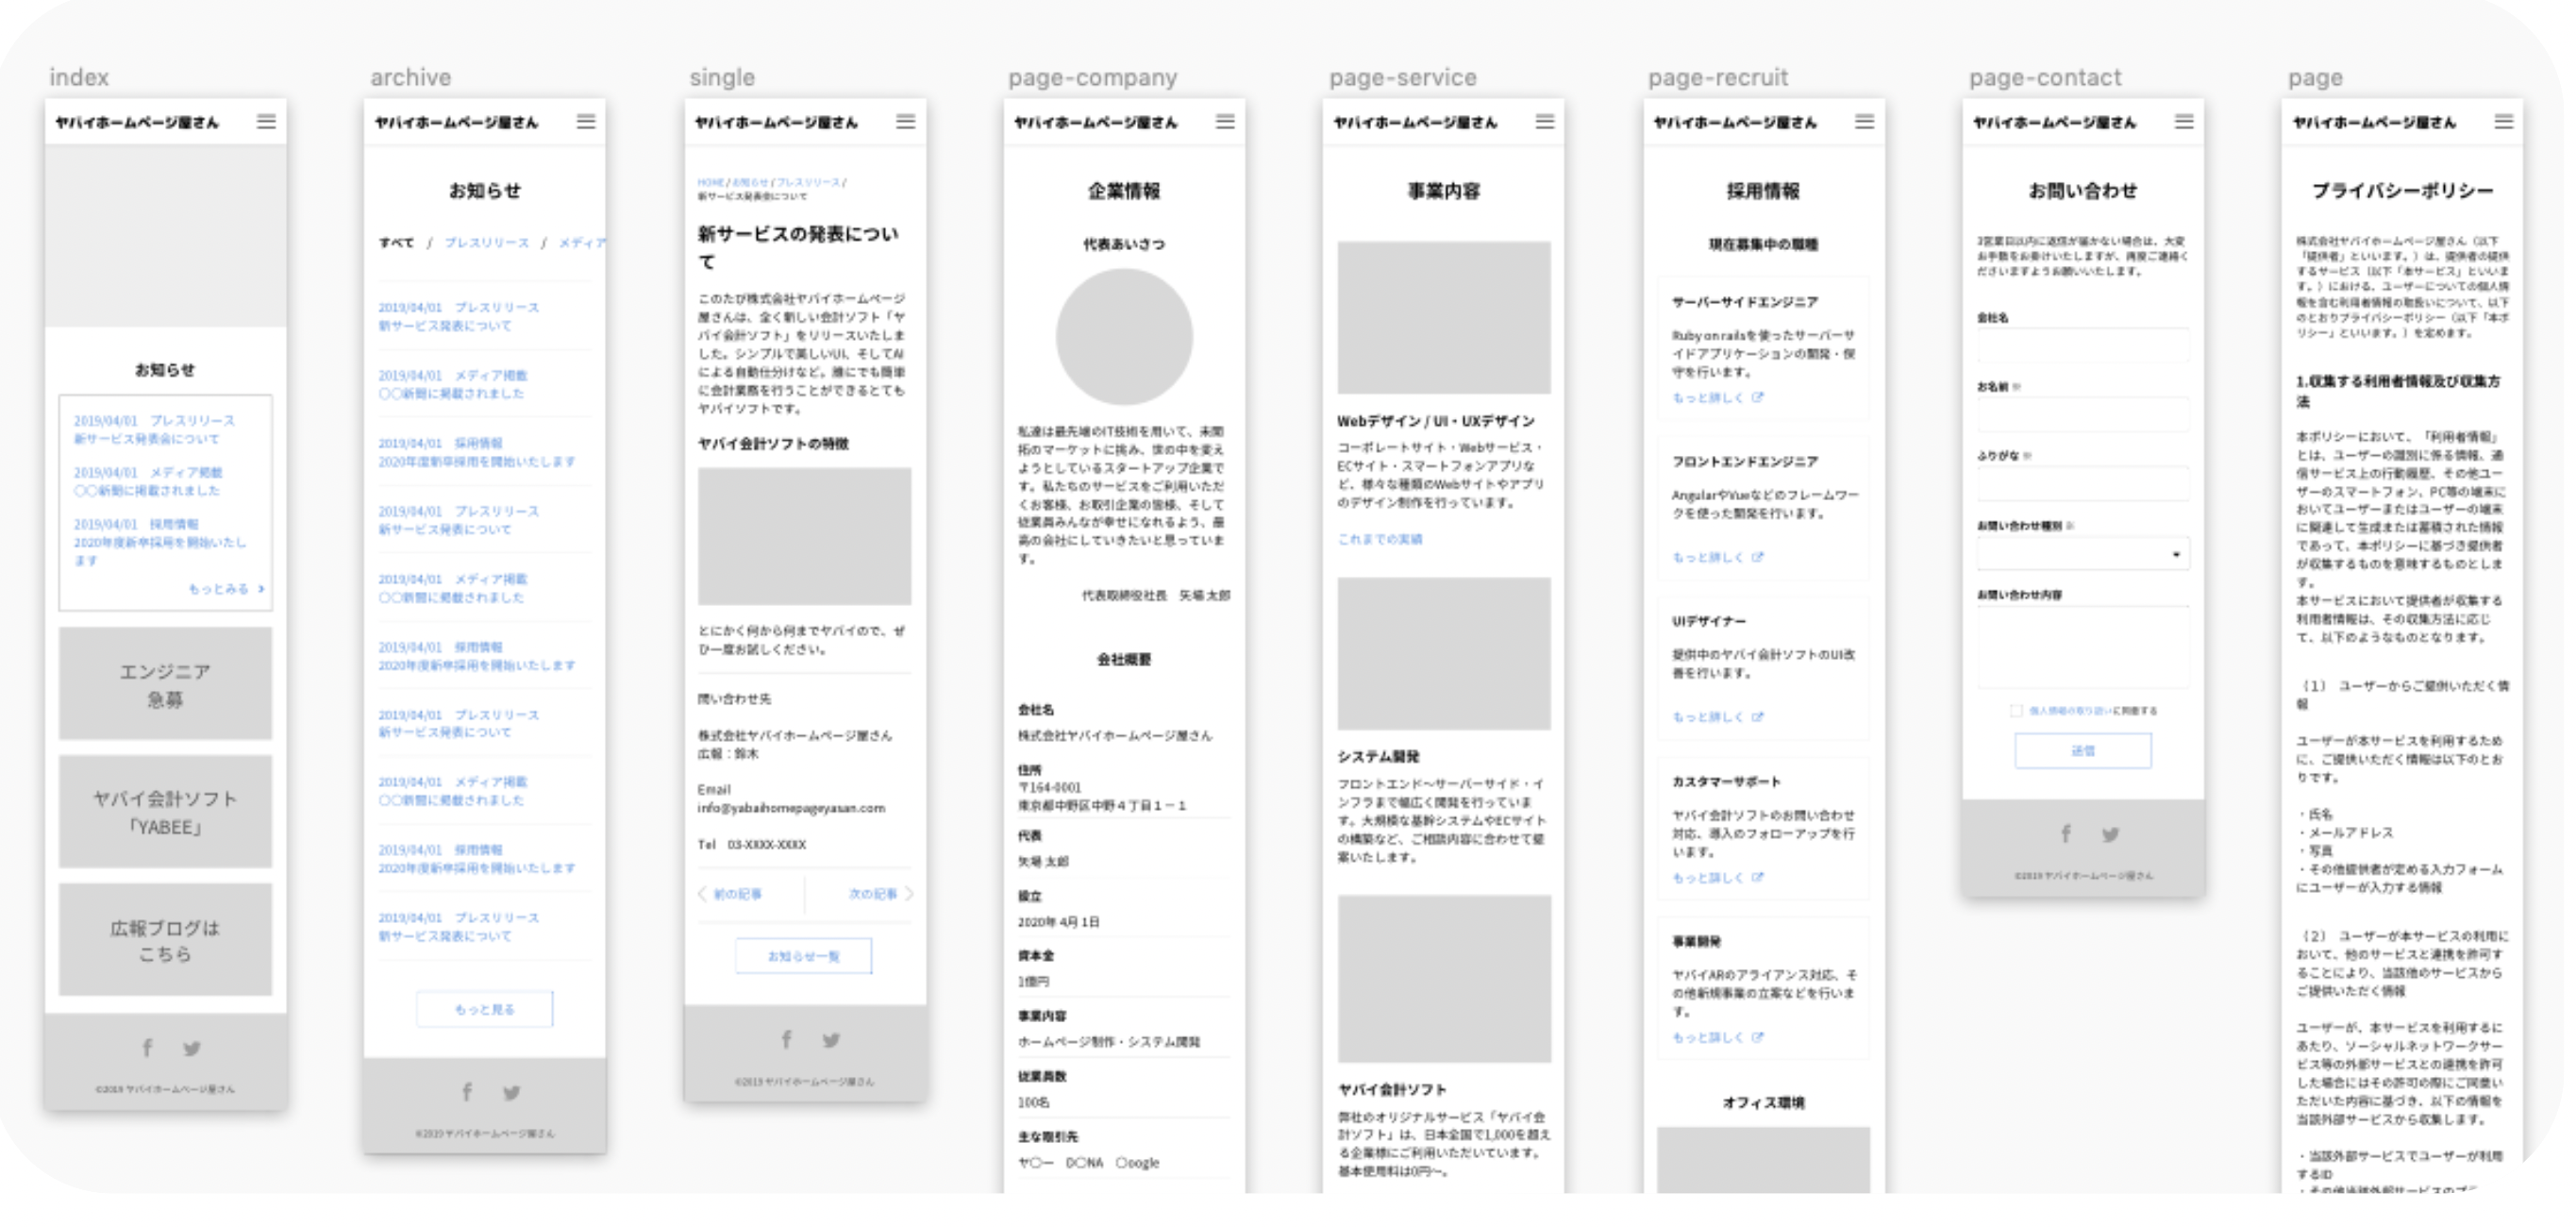 index
ヤバイホームページ屋さん
お知らせ
2019/04/01 プレスリリース
新サービス発表会について
2019/04/01 メディア掲載
〇〇新聞に掲載されました
2019/04/01 採用情報
2020年度新卒採用を開始いたし
ます
もっとみる
エンジニア
急募
ヤバイ会計ソフト
「YABEE」
広報ブログは
こちら
©2019 ヤバイホームページ屋さん
archive
ヤバイホームページ屋さん
お知らせ
すべて / プレスリリース / メディア
2019/04/01 プレスリリース
新サービス発表について
2019/04/01 メディア掲載
〇〇新聞に掲載されました
2019/04/01 採用情報
2020年度新卒採用を開始いたします
2019/04/01 プレスリリース
新サービス発表について
2019/04/01 メディア掲載
〇〇新聞に掲載されました
2019/04/01 採用情報
2020年度新卒採用を開始いたします
2019/04/01 プレスリリース
新サービス発表について
2019/04/01 メディア掲載
〇〇新聞に掲載されました
2019/04/01 採用情報
2020年度新卒採用を開始いたします
2019/04/01 プレスリリース
新サービス発表について
もっと見る
©2019 ヤバイホームページ屋さん
single
ヤバイホームページ屋さん
HOME / お知らせ / プレスリリース /
新サービス発表会について
新サービスの発表につい
て
このたび株式会社ヤバイホームページ
屋さんは、全く新しい会計ソフト「ヤ
バイ会計ソフト」をリリースいたしま
した。シンプルで美しいUI、そしてAI
による自動仕分けなど。誰にでも簡単
に会計業務を行うことができるとても
ヤバイソフトです。
ヤバイ会計ソフトの特徴
とにかく何から何までヤバイので、ぜ
ひ一度お試しください。
問い合わせ先
株式会社ヤバイホームページ屋さん
広報：鈴木
Email
info@yabaihomepageyasan.com
Tel 03-XXXX-XXXX
前の記事 次の記事
お知らせ一覧
©2019 ヤバイホームページ屋さん
page-company
ヤバイホームページ屋さん
企業情報
代表あいさつ
私達は最先端のIT技術を用いて、未開
拓のマーケットに挑み、世の中を変え
ようとしているスタートアップ企業で
す。私たちのサービスをご利用いただ
くお客様、お取引企業の皆様、そして
従業員みんなが幸せになれるよう、最
高の会社にしていきたいと思っていま
す。
代表取締役社長 矢場太郎
会社概要
会社名
株式会社ヤバイホームページ屋さん
住所
〒164-0001
東京都中野区中野４丁目１－１
代表
矢場 太郎
設立
2020年 4月 1日
資本金
1億円
事業内容
ホームページ制作・システム開発
従業員数
100名
主な取引先
ヤ〇ー D〇NA 〇oogle
page-service
ヤバイホームページ屋さん
事業内容
Webデザイン / UI・UXデザイン
コーポレートサイト・Webサービス・
ECサイト・スマートフォンアプリな
ど、様々な種類のWebサイトやアプリ
のデザイン制作を行っています。
これまでの実績
システム開発
フロントエンド〜サーバーサイド・イ
ンフラまで幅広く開発を行っていま
す。大規模な基幹システムやECサイト
の構築など、ご相談内容に合わせて提
案いたします。
ヤバイ会計ソフト
弊社のオリジナルサービス「ヤバイ会
計ソフト」は、日本全国で1,000を超え
る企業様にご利用いただいています。
基本使用料は0円〜。
page-recruit
ヤバイホームページ屋さん
採用情報
現在募集中の職種
サーバーサイドエンジニア
Ruby on railsを使ったサーバーサ
イドアプリケーションの開発・保
守を行います。
もっと詳しく
フロントエンドエンジニア
AngularやVueなどのフレームワー
クを使った開発を行います。
もっと詳しく
UIデザイナー
提供中のヤバイ会計ソフトのUI改
善を行います。
もっと詳しく
カスタマーサポート
ヤバイ会計ソフトのお問い合わせ
対応、導入のフォローアップを行
います。
もっと詳しく
事業開発
ヤバイARのアライアンス対応、そ
の他新規事業の立案などを行いま
す。
もっと詳しく
オフィス環境
page-contact
ヤバイホームページ屋さん
お問い合わせ
3営業日以内に返信が届かない場合は、大変
お手数をお掛けいたしますが、再度ご連絡く
ださいますようお願いいたします。
会社名
お名前 ※
ふりがな ※
お問い合わせ種別 ※
お問い合わせ内容
個人情報の取り扱いに同意する
送信
©2019 ヤバイホームページ屋さん
page
ヤバイホームページ屋さん
プライバシーポリシー
株式会社ヤバイホームページ屋さん（以下
「提供者」といいます。）は、提供者の提供
するサービス（以下「本サービス」といいま
す。）における、ユーザーについての個人情
報を含む利用者情報の取扱いについて、以下
のとおりプライバシーポリシー（以下「本ポ
リシー」といいます。）を定めます。
1.収集する利用者情報及び収集方
法
本ポリシーにおいて、「利用者情報」
とは、ユーザーの識別に係る情報、通
信サービス上の行動履歴、その他ユー
ザーのスマートフォン、PC等の端末に
おいてユーザーまたはユーザーの端末
に関連して生成または蓄積された情報
であって、本ポリシーに基づき提供者
が収集するものを意味するものとしま
す。
本サービスにおいて提供者が収集する
利用者情報は、その収集方法に応じ
て、以下のようなものとなります。
（1） ユーザーからご提供いただく情
報
ユーザーが本サービスを利用するため
に、ご提供いただく情報は以下のとお
りです。
・氏名
・メールアドレス
・写真
・その他提供者が定める入力フォーム
にユーザーが入力する情報
（2） ユーザーが本サービスの利用に
おいて、他のサービスと連携を許可す
ることにより、当該他のサービスから
ご提供いただく情報
ユーザーが、本サービスを利用するに
あたり、ソーシャルネットワークサー
ビス等の外部サービスとの連携を許可
した場合にはその許可の際にご同意い
ただいた内容に基づき、以下の情報を
当該外部サービスから収集します。
・当該外部サービスでユーザーが利用
するID